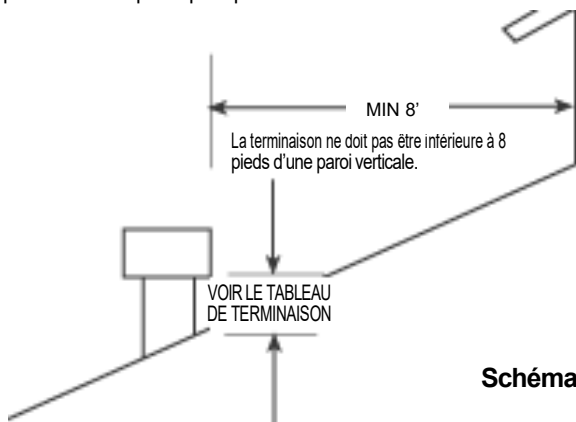 MIN 8'
La terminaison ne doit pas être inférieure à 8
pieds d'une paroi verticale.
VOIR LE TABLEAU
DE TERMINAISON
Schéma